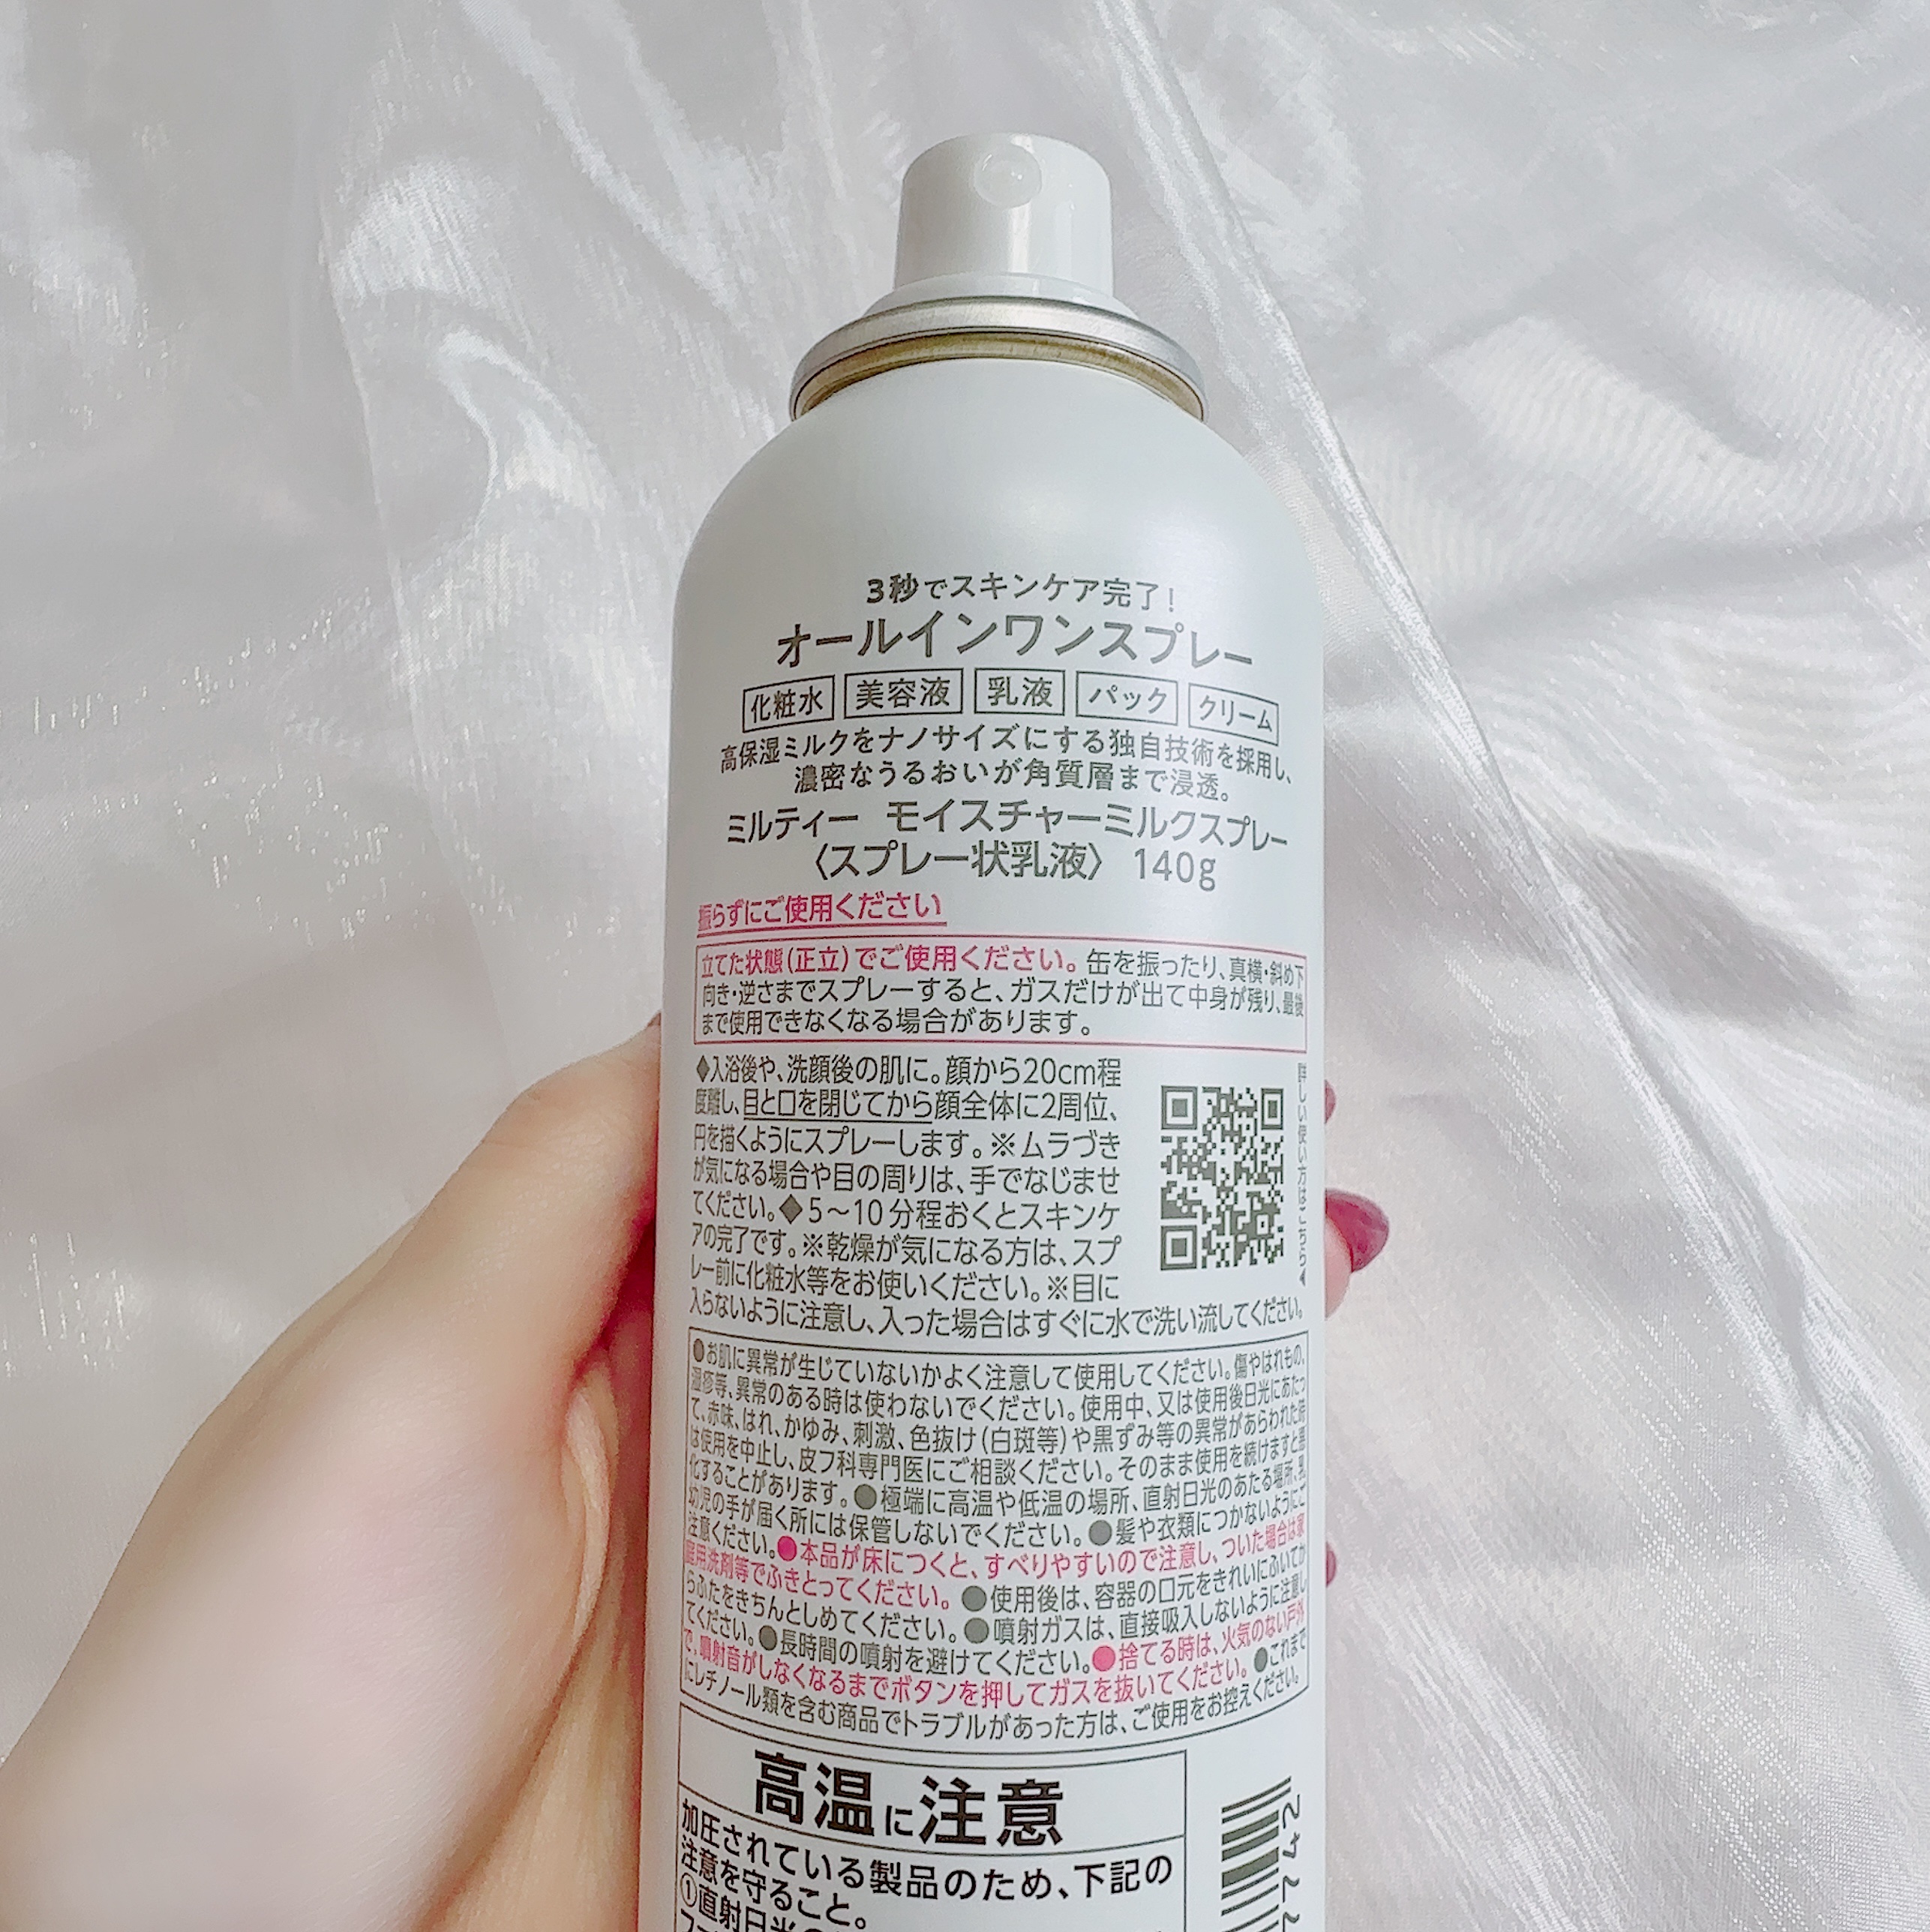 3秒でスキンケア完了!
オールインワンスプレー
化粧水 美容液 乳液 パック クリーム
高保湿ミルクをナノサイズにする独自技術を採用し、
濃密なうるおいが角質層まで浸透。
ミルティー モイスチャーミルクスプレー
〈スプレー状乳液〉 140g
振らずにご使用ください
立てた状態(正立)でご使用ください。缶を振ったり、真横・斜め下
向き・逆さまでスプレーすると、ガスだけが出て中身が残り、最後
まで使用できなくなる場合があります。
◆入浴後や、洗顔後の肌に。顔から20cm程
度離し、目と口を閉じてから顔全体に2周位、
円を描くようにスプレーします。※ムラづき
が気になる場合や目の周りは、手でなじませ
てください。◆5〜10分程おくとスキンケ
アの完了です。※乾燥が気になる方は、スプ
レー前に化粧水等をお使いください。※目に
入らないように注意し、入った場合はすぐに水で洗い流してください。
詳しい使い方はこちら▲
●お肌に異常が生じていないかよく注意して使用してください。傷やはれもの、
湿疹等、異常のある時は使わないでください。使用中、又は使用後日光にあたっ
て、赤味、はれ、かゆみ、刺激、色抜け(白斑等)や黒ずみ等の異常があらわれた時
は使用を中止し、皮フ科専門医にご相談ください。そのまま使用を続けますと悪
化することがあります。●極端に高温や低温の場所、直射日光のあたる場所、乳
幼児の手が届く所には保管しないでください。●髪や衣類につかないようにご
注意ください。●本品が床につくと、すべりやすいので注意し、ついた場合は家
庭用洗剤等でふきとってください。●使用後は、容器の口元をきれいにふいてか
らふたをきちんとしめてください。●噴射ガスは、直接吸入しないように注意し
てください。●長時間の噴射を避けてください。●捨てる時は、火気のない戸外
で、噴射音がしなくなるまでボタンを押してガスを抜いてください。●これまで
にレチノール類を含む商品でトラブルがあった方は、ご使用をお控えください。
高温に注意
加圧されている製品のため、下記の
注意を守ること。
①直射日光